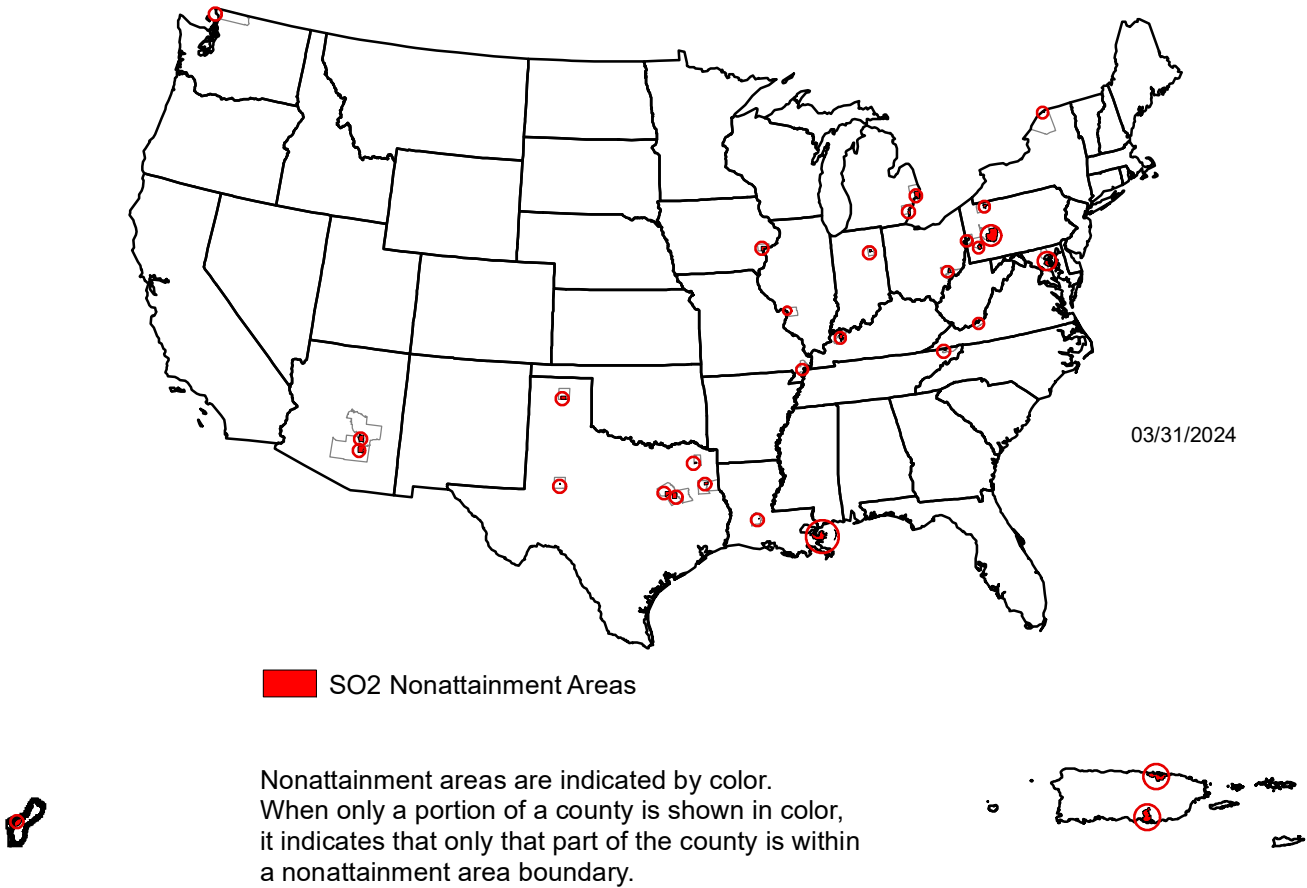 03/31/2024
SO2 Nonattainment Areas
Nonattainment areas are indicated by color.
When only a portion of a county is shown in color,
it indicates that only that part of the county is within
a nonattainment area boundary.